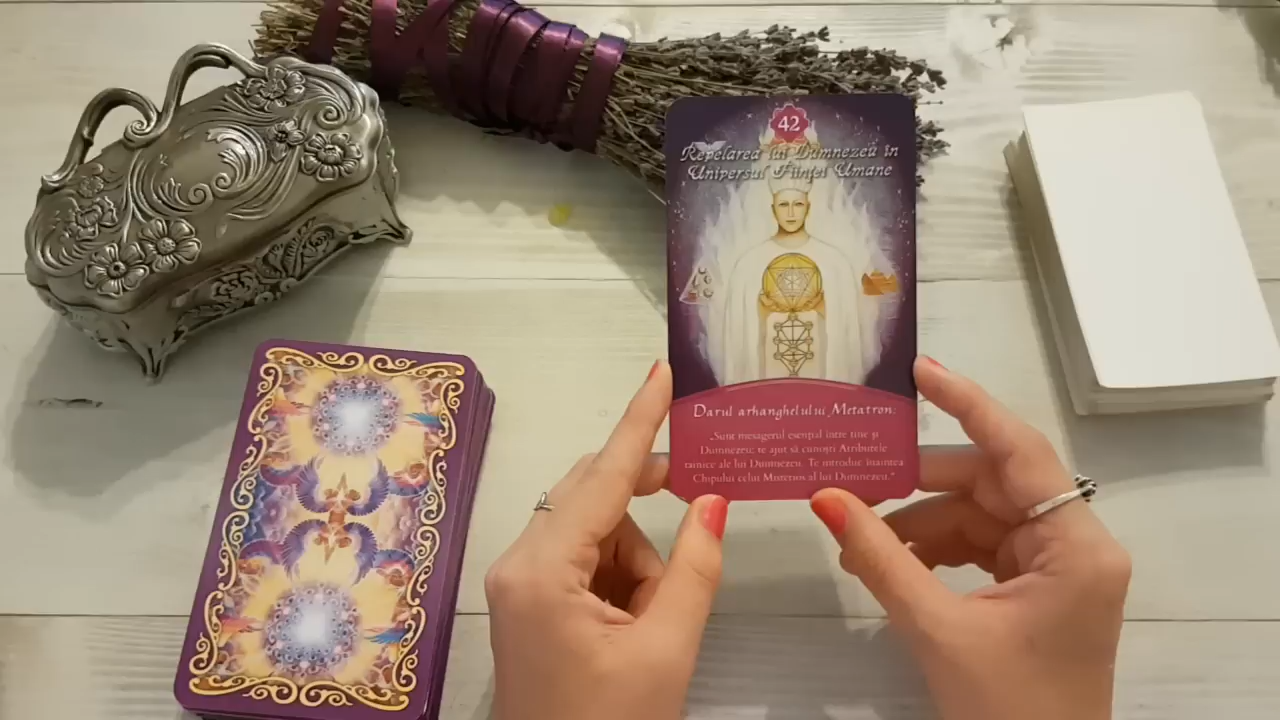 42
Repelarea lui Dumnezeu în
Universul Ființei Umane
Darul arhanghelului Metatron:
„Sunt mesagerul esențial între tine și
Dumnezeu; te ajut să cunoști Atributele
tainice ale lui Dumnezeu. Te introduc înaintea
Chipului celui Misterios al lui Dumnezeu.”